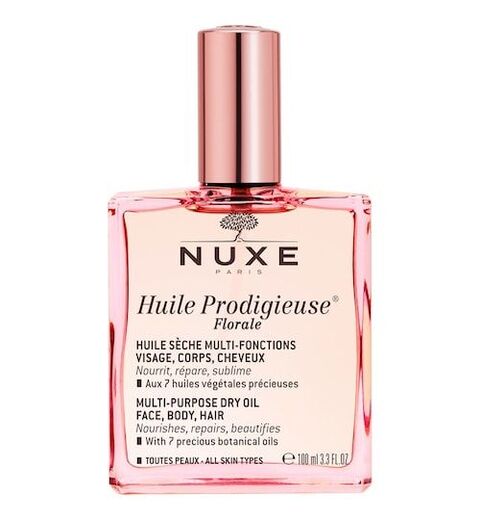 NUXE
PARIS
Huile Prodigieuse®
Florale
HUILE SÈCHE MULTI-FONCTIONS
VISAGE, CORPS, CHEVEUX
Nourrit, répare, sublime
■ Aux 7 huiles végétales précieuses
MULTI-PURPOSE DRY OIL
FACE, BODY, HAIR
Nourishes, repairs, beautifies
■ With 7 precious botanical oils
■ TOUTES PEAUX - ALL SKIN TYPES ℮ 100 ml 3.3 FL.OZ